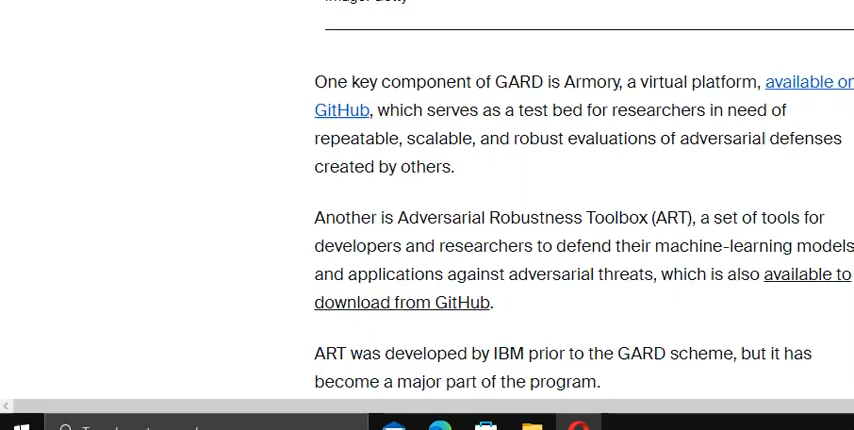 One key component of GARD is Armory, a virtual platform, available on
GitHub, which serves as a test bed for researchers in need of
repeatable, scalable, and robust evaluations of adversarial defenses
created by others.
Another is Adversarial Robustness Toolbox (ART), a set of tools for
developers and researchers to defend their machine-learning models
and applications against adversarial threats, which is also available to
download from GitHub.
ART was developed by IBM prior to the GARD scheme, but it has
become a major part of the program.